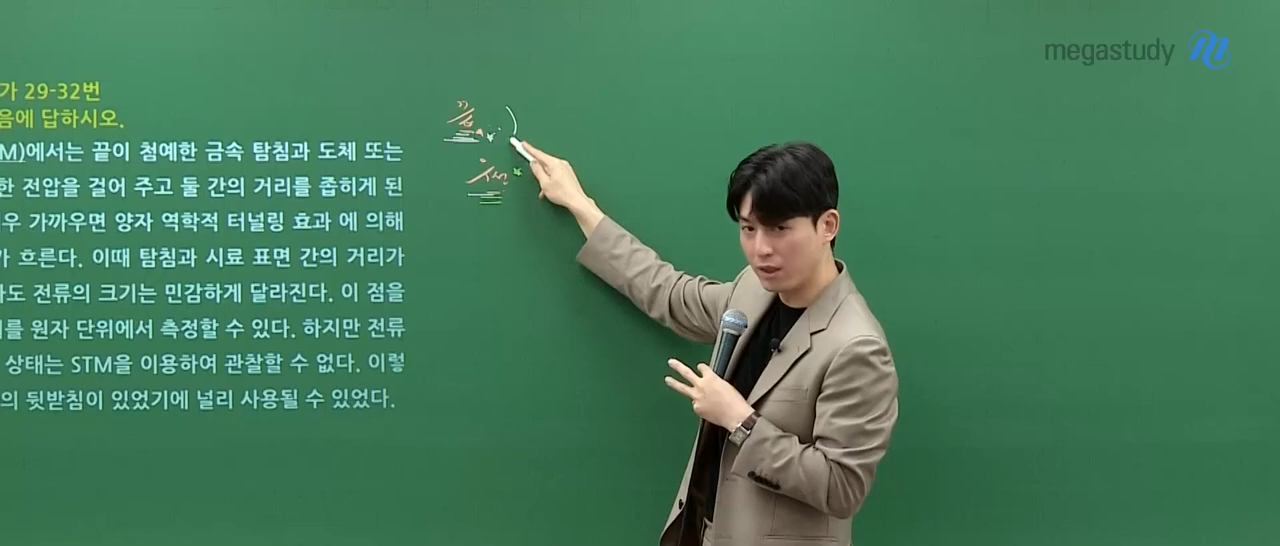 megastudy
가 29-32번
음에 답하시오.
M)에서는 끝이 첨예한 금속 탐침과 도체 또는
한 전압을 걸어 주고 둘 간의 거리를 좁히게 된
우 가까우면 양자 역학적 터널링 효과 에 의해
가 흐른다. 이때 탐침과 시료 표면 간의 거리가
라도 전류의 크기는 민감하게 달라진다. 이 점을
이를 원자 단위에서 측정할 수 있다. 하지만 전류
상태는 STM을 이용하여 관찰할 수 없다. 이렇
의 뒷받침이 있었기에 널리 사용될 수 있었다.